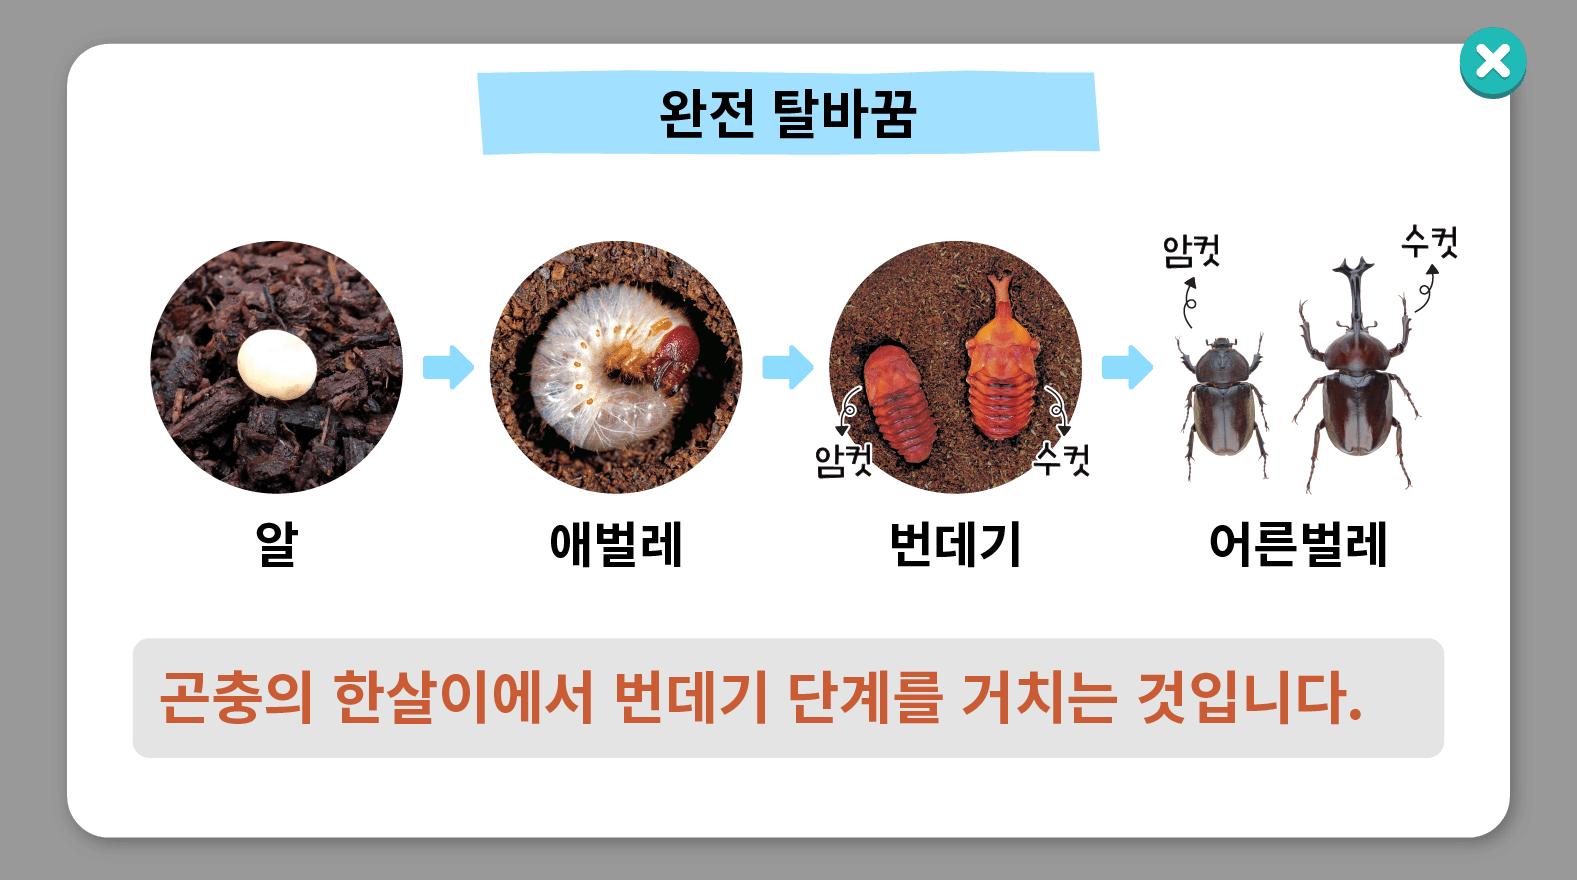 완전 탈바꿈
암컷
수컷
암컷
수컷
알
애벌레
번데기
어른벌레
곤충의 한살이에서 번데기 단계를 거치는 것입니다.